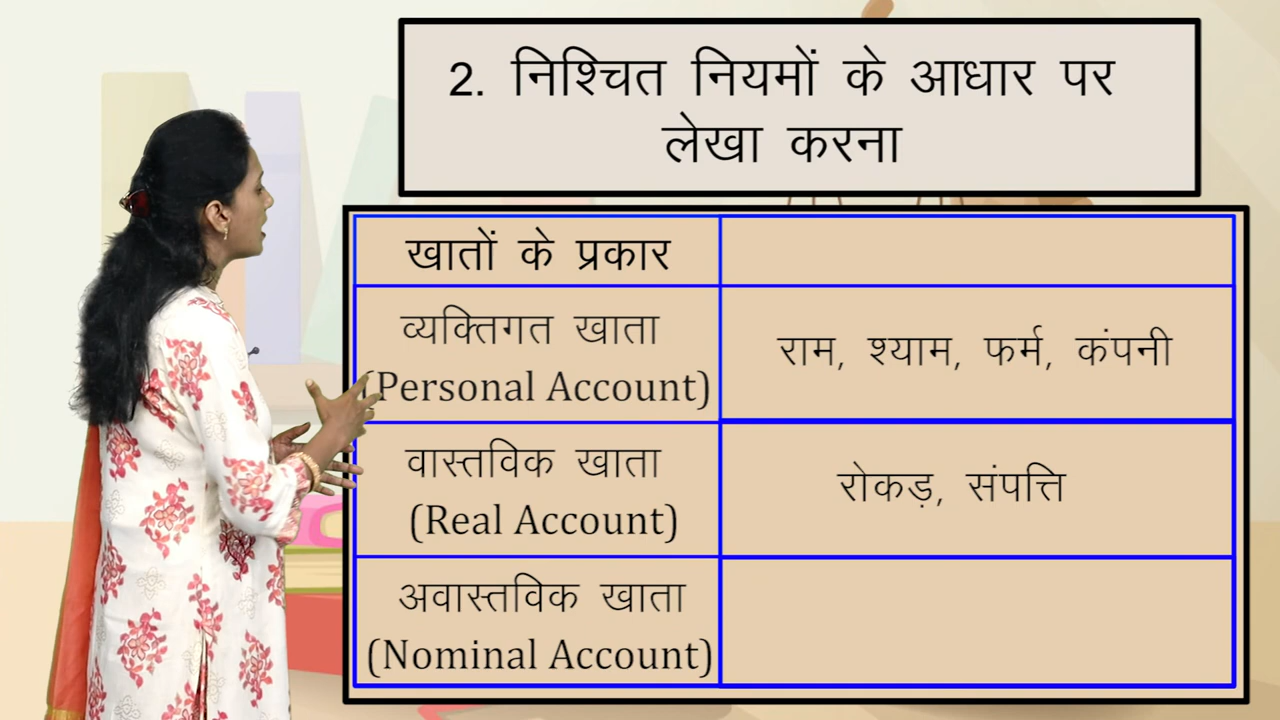 2. निश्चित नियमों के आधार पर
लेखा करना
खातों के प्रकार
व्यक्तिगत खाता
(Personal Account)
राम, श्याम, फर्म, कंपनी
वास्तविक खाता
(Real Account)
रोकड़, संपत्ति
अवास्तविक खाता
(Nominal Account)